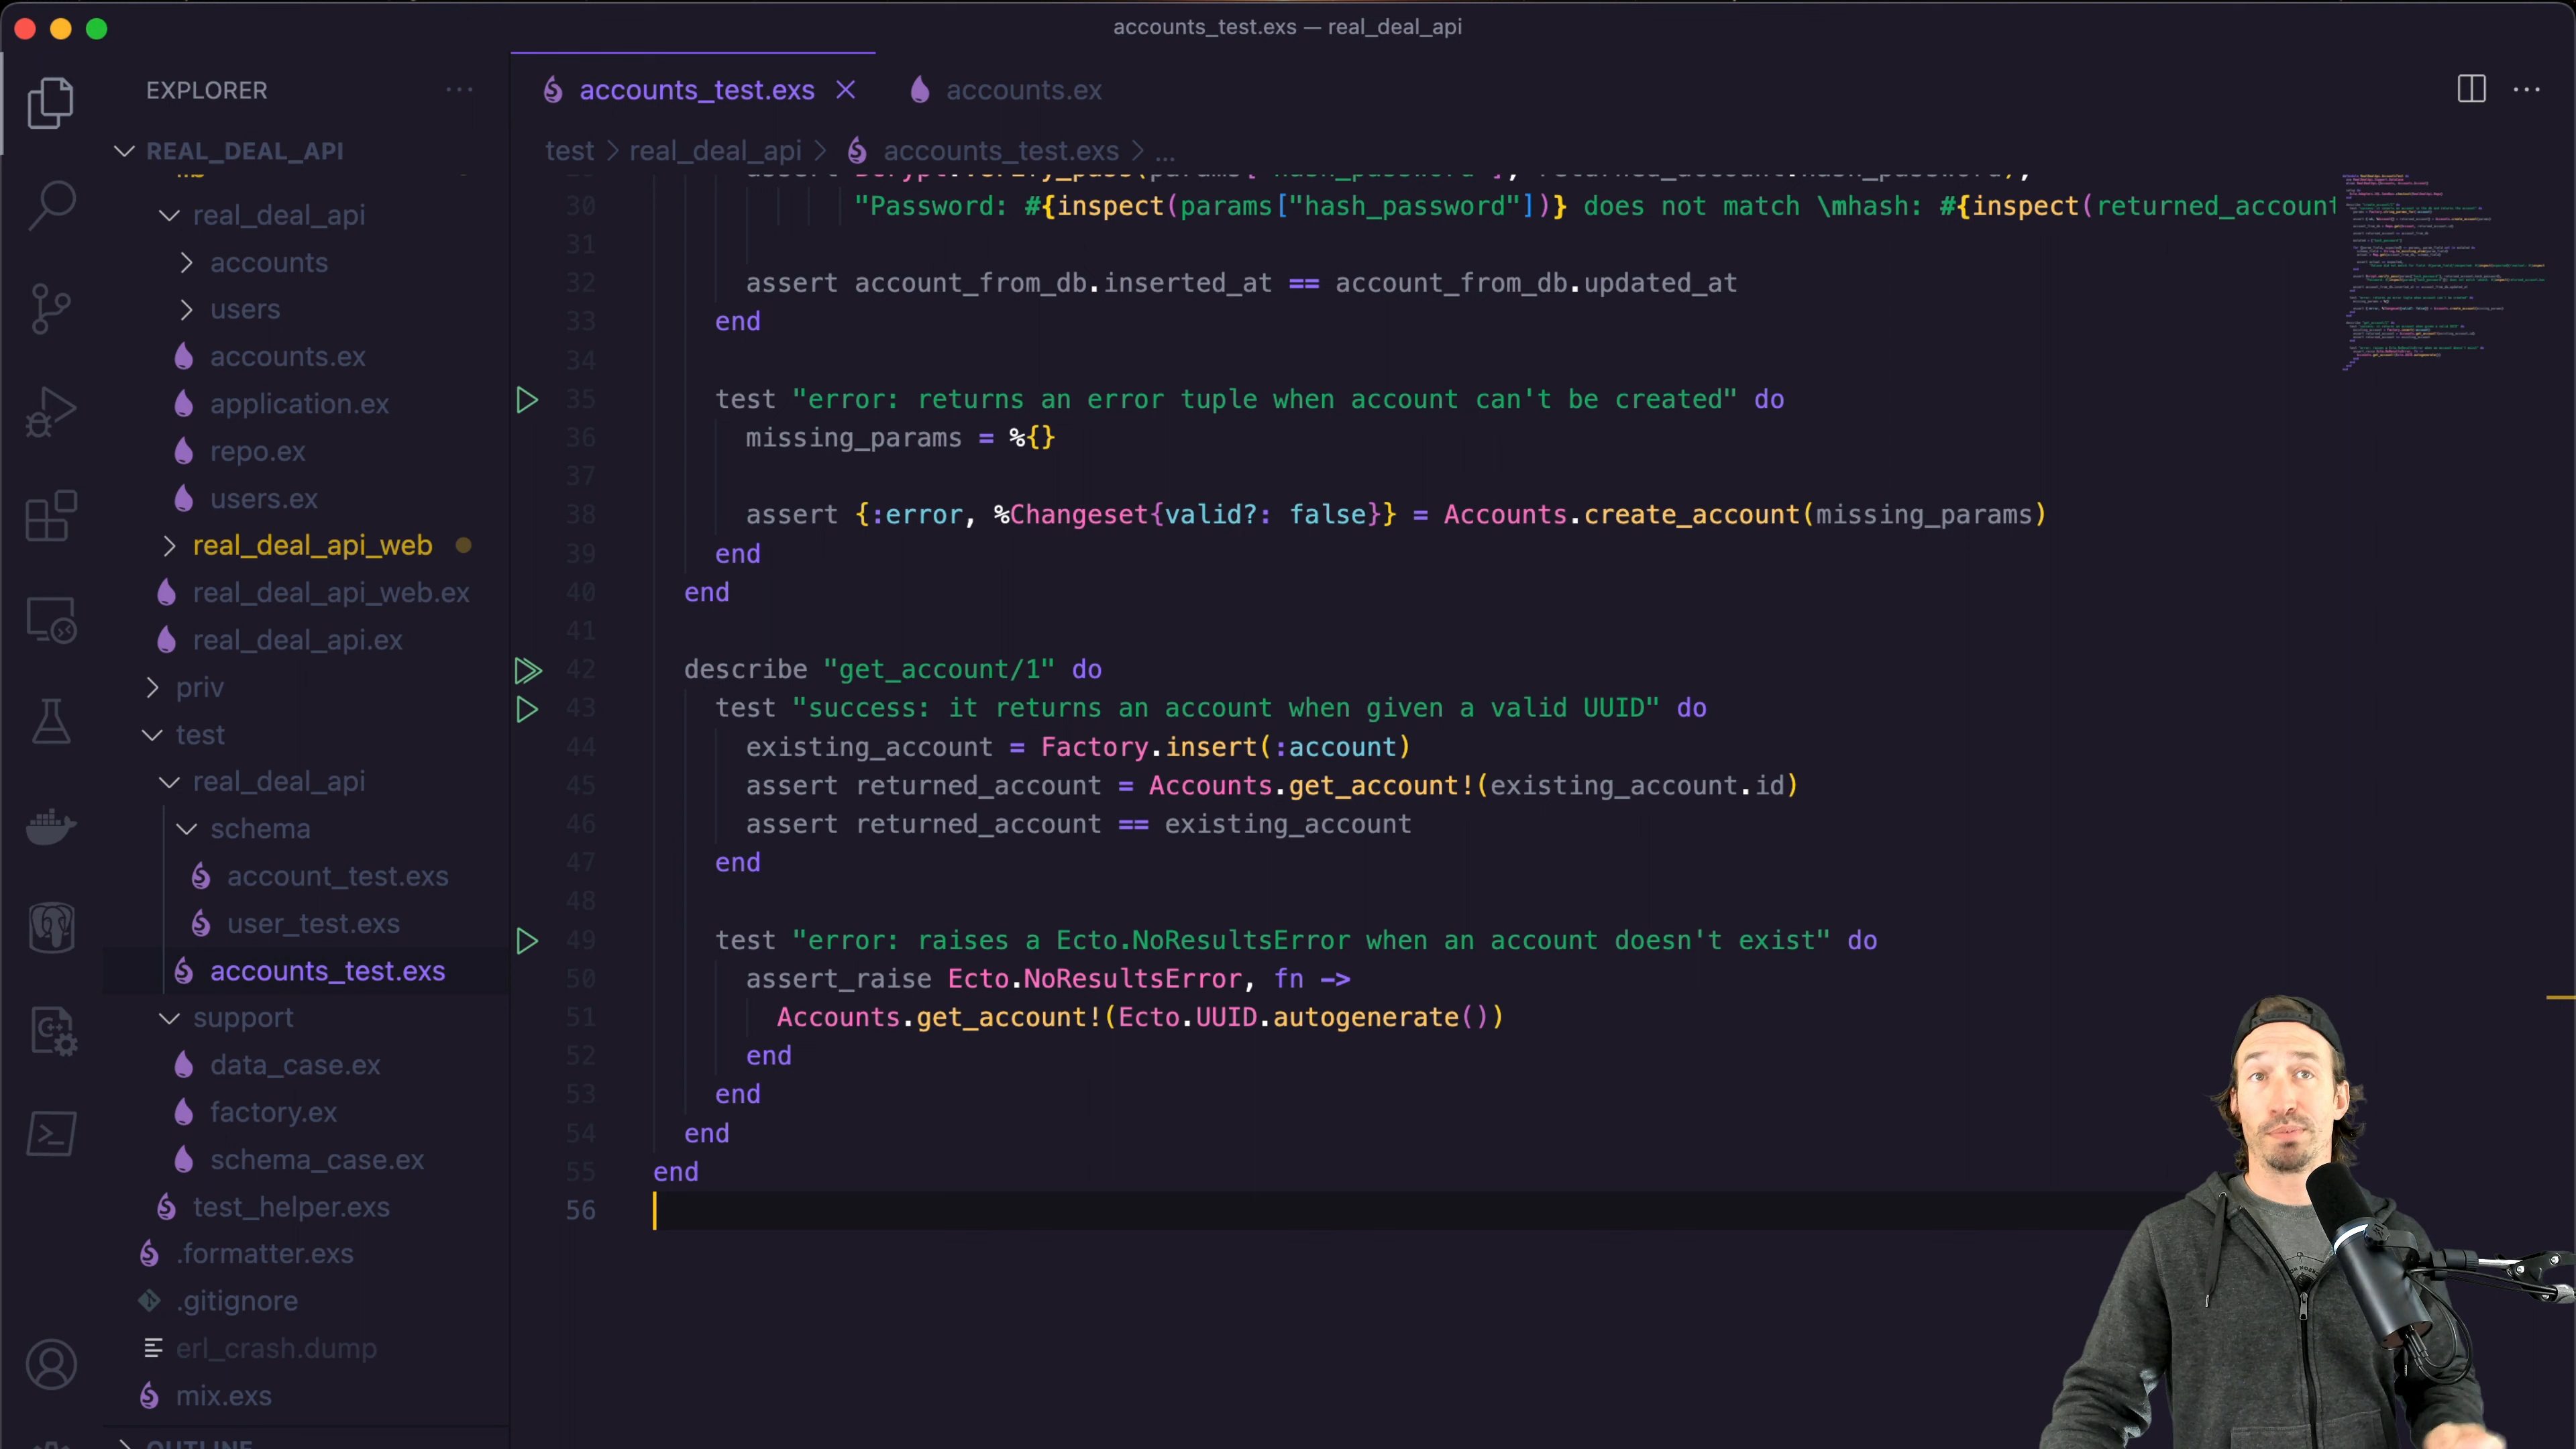 accounts_test.exs — real_deal_api
EXPLORER
REAL_DEAL_API
real_deal_api
accounts
users
accounts.ex
application.ex
repo.ex
users.ex
real_deal_api_web
real_deal_api_web.ex
real_deal_api.ex
priv
test
real_deal_api
schema
account_test.exs
user_test.exs
accounts_test.exs
support
data_case.ex
factory.ex
schema_case.ex
test_helper.exs
.formatter.exs
.gitignore
erl_crash.dump
mix.exs
OUTLINE
accounts_test.exs
accounts.ex
test > real_deal_api > accounts_test.exs > ...
30 "Password: #{inspect(params["hash_password"])} does not match \mhash: #{inspect(returned_account
31
32 assert account_from_db.inserted_at == account_from_db.updated_at
33 end
34
35 test "error: returns an error tuple when account can't be created" do
36 missing_params = %{}
37
38 assert {:error, %Changeset{valid?: false}} = Accounts.create_account(missing_params)
39 end
40 end
41
42 describe "get_account/1" do
43 test "success: it returns an account when given a valid UUID" do
44 existing_account = Factory.insert(:account)
45 assert returned_account = Accounts.get_account!(existing_account.id)
46 assert returned_account == existing_account
47 end
48
49 test "error: raises a Ecto.NoResultsError when an account doesn't exist" do
50 assert_raise Ecto.NoResultsError, fn ->
51 Accounts.get_account!(Ecto.UUID.autogenerate())
52 end
53 end
54 end
55 end
56